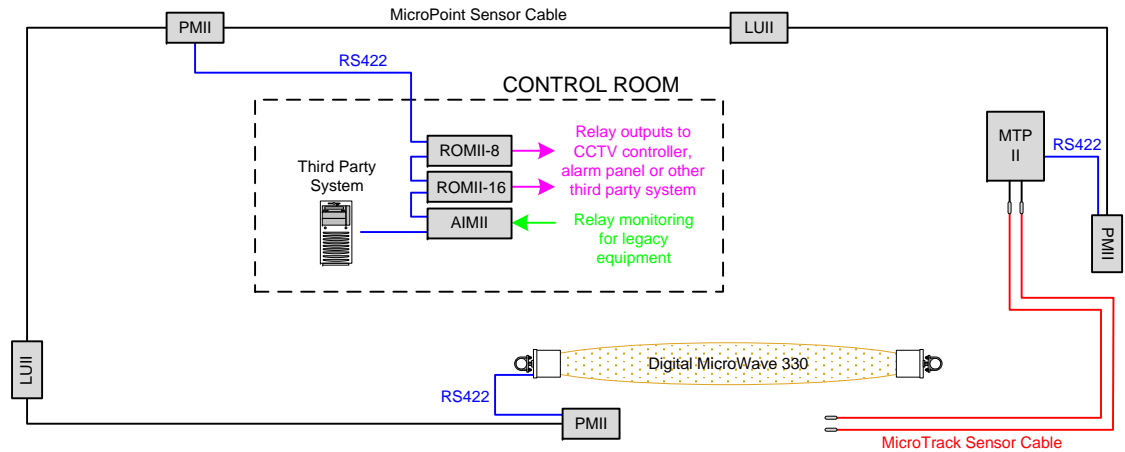 MicroPoint Sensor Cable
PMII
LUII
RS422
CONTROL ROOM
ROMII-8
ROMII-16
AIMII
Third Party
System
Relay outputs to
CCTV controller,
alarm panel or other
third party system
Relay monitoring
for legacy
equipment
MTP
II
RS422
PMII
LUII
Digital MicroWave 330
RS422
PMII
MicroTrack Sensor Cable